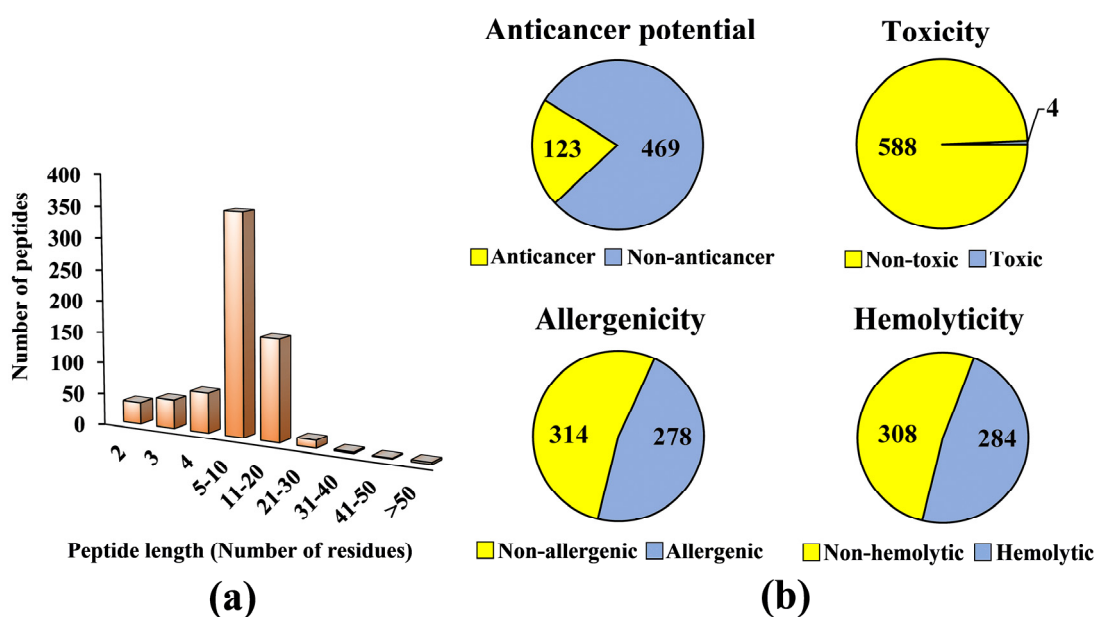 Number of peptides
400
350
300
250
200
150
100
50
0
2
3
4
5-10
11-20
21-30
31-40
41-50
>50
Peptide length (Number of residues)
(a)
Anticancer potential
123
469
Anticancer Non-anticancer
Toxicity
588
4
Non-toxic Toxic
Allergenicity
314
278
Non-allergenic Allergenic
Hemolyticity
308
284
Non-hemolytic Hemolytic
(b)